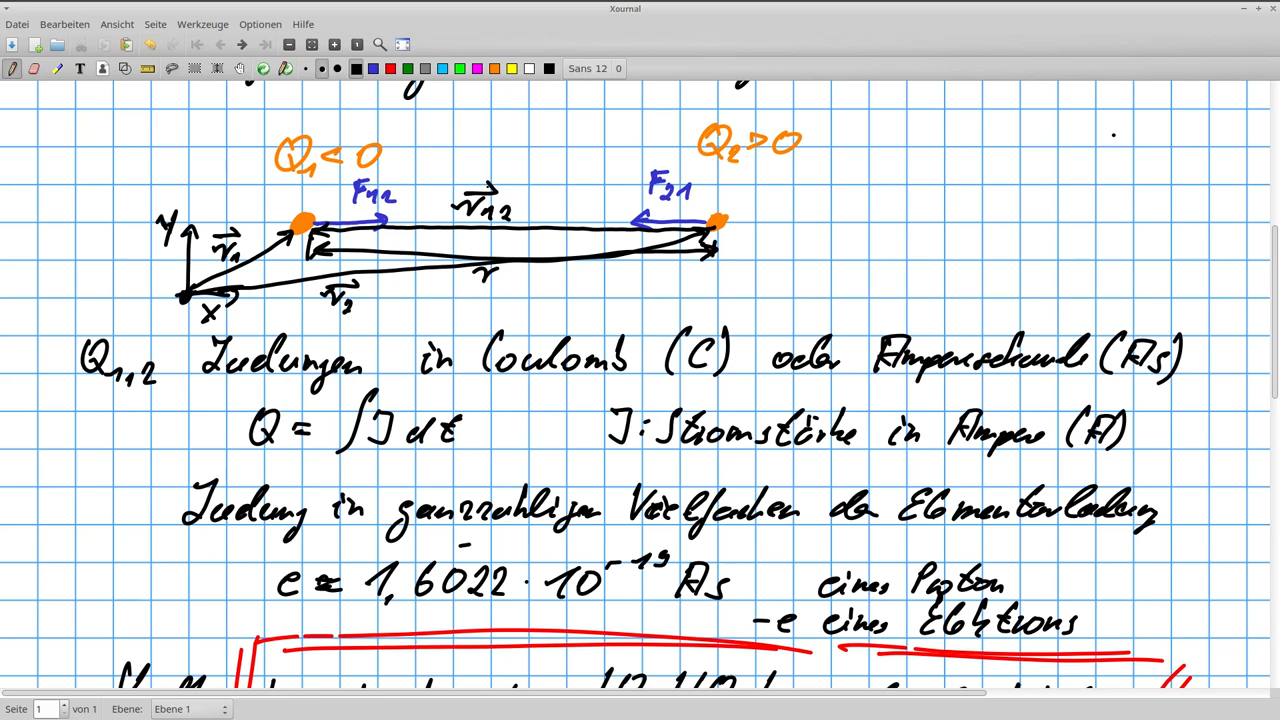 Xournal
Datei Bearbeiten Ansicht Seite Werkzeuge Optionen Hilfe
Sans 12 0
Q₁ < 0
Q₂ > 0
F₁₂
r₁₂
F₂₁
y
r₁
r
r₂
x
Q₁,₂ Ladungen in Coulomb (C) oder Amperesekunde (As)
Q = ∫ I dt I: Stromstärke in Ampere (A)
Ladung in ganzzahligen Vielfachen der Elementarladung
e ≈ 1,6022 · 10⁻¹⁹ As eines Proton
-e eines Elektrons
Seite 1 von 1 Ebene: Ebene 1